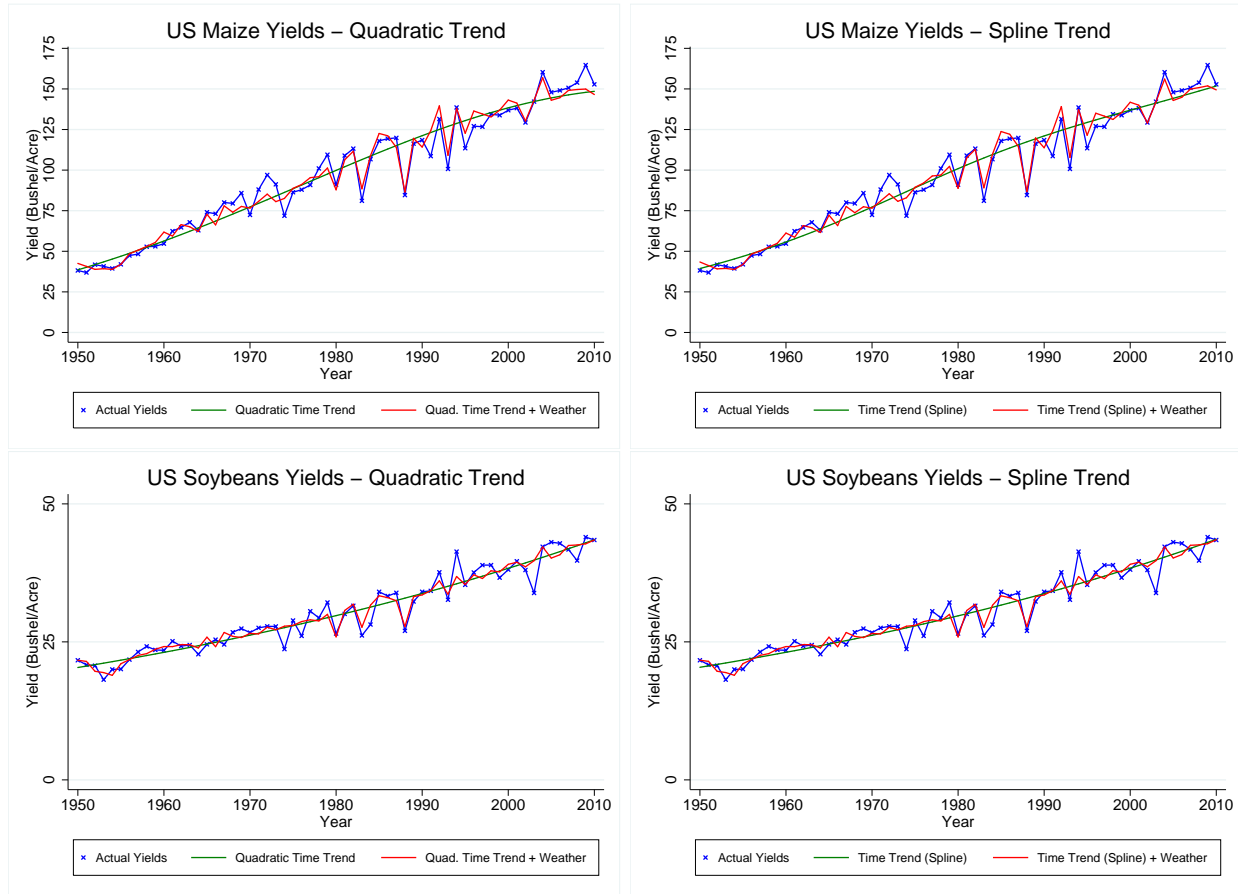 US Maize Yields − Quadratic Trend
Yield (Bushel/Acre)
175
150
125
100
75
50
25
0
1950 1960 1970 1980 1990 2000 2010
Year
Actual Yields Quadratic Time Trend Quad. Time Trend + Weather
US Maize Yields − Spline Trend
Yield (Bushel/Acre)
175
150
125
100
75
50
25
0
1950 1960 1970 1980 1990 2000 2010
Year
Actual Yields Time Trend (Spline) Time Trend (Spline) + Weather
US Soybeans Yields − Quadratic Trend
Yield (Bushel/Acre)
50
25
0
1950 1960 1970 1980 1990 2000 2010
Year
Actual Yields Quadratic Time Trend Quad. Time Trend + Weather
US Soybeans Yields − Spline Trend
Yield (Bushel/Acre)
50
25
0
1950 1960 1970 1980 1990 2000 2010
Year
Actual Yields Time Trend (Spline) Time Trend (Spline) + Weather